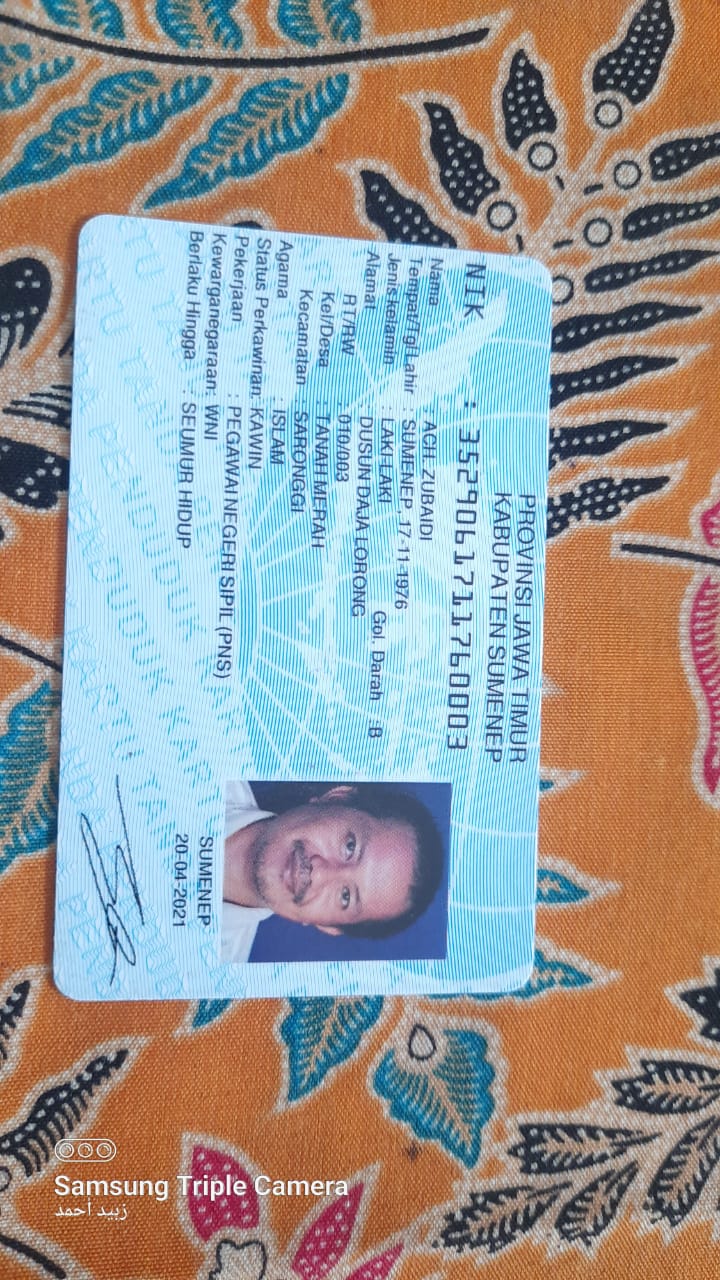 PROVINSI JAWA TIMUR
KABUPATEN SUMENEP
NIK : 3529061711760003
Nama : ACH. ZUBAIDI
Tempat/Tgl Lahir : SUMENEP, 17-11-1976
Jenis kelamin : LAKI-LAKI Gol. Darah :B
Alamat : DUSUN DAJA LORONG
RT/RW : 010/003
Kel/Desa : TANAH MERAH
Kecamatan : SARONGGI
Agama : ISLAM
Status Perkawinan: KAWIN
Pekerjaan : PEGAWAI NEGERI SIPIL (PNS)
Kewarganegaraan: WNI
Berlaku Hingga : SEUMUR HIDUP
SUMENEP
20-04-2021
Samsung Triple Camera
زبيد أحمد